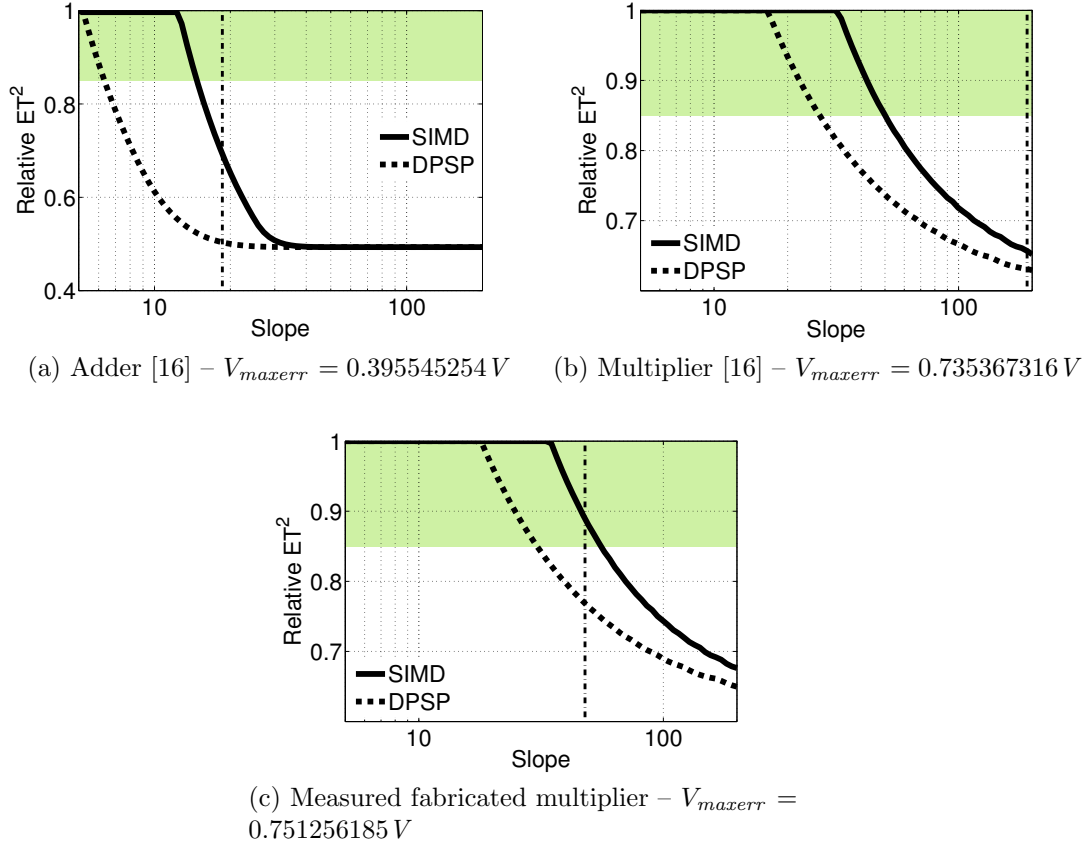 1
0.8
0.6
0.4
Relative ET²
SIMD
DPSP
10
100
Slope
(a) Adder [16] – V_maxerr = 0.395545254 V
1
0.9
0.8
0.7
Relative ET²
SIMD
DPSP
10
100
Slope
(b) Multiplier [16] – V_maxerr = 0.735367316 V
1
0.9
0.8
0.7
Relative ET²
SIMD
DPSP
10
100
Slope
(c) Measured fabricated multiplier – V_maxerr =
0.751256185 V